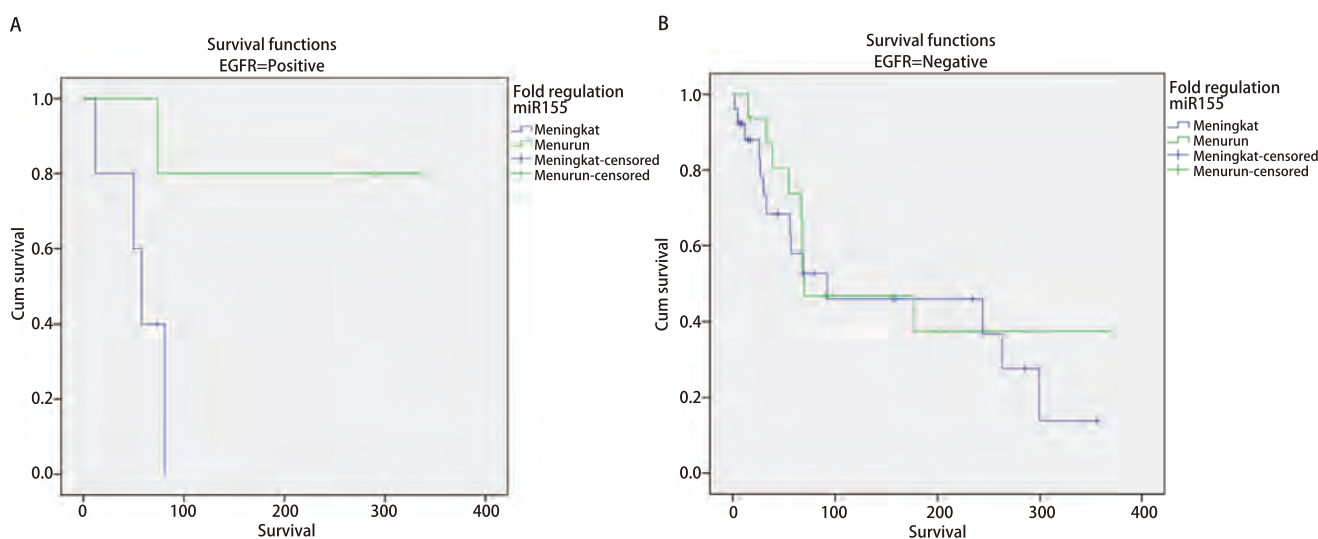 A
Survival functions
EGFR=Positive
Fold regulation
miR155
Meningkat
Menurun
Meningkat-censored
Menurun-censored
Cum survival
1.0
0.8
0.6
0.4
0.2
0.0
0 100 200 300 400
Survival
B
Survival functions
EGFR=Negative
Fold regulation
miR155
Meningkat
Menurun
Meningkat-censored
Menurun-censored
Cum survival
1.0
0.8
0.6
0.4
0.2
0.0
0 100 200 300 400
Survival